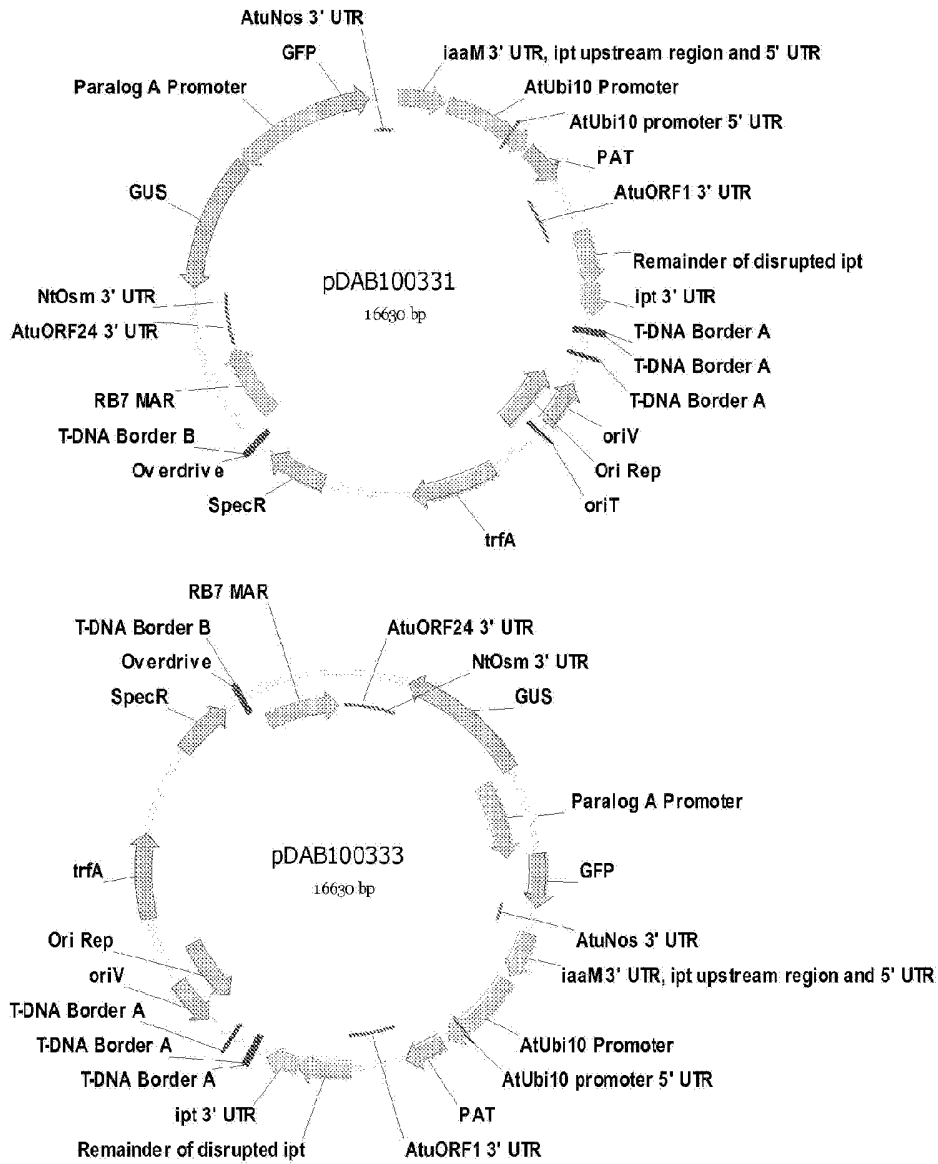 AtuNos 3' UTR
GFP
iaaM 3' UTR, ipt upstream region and 5' UTR
Paralog A Promoter
AtUbi10 Promoter
AtUbi10 promoter 5' UTR
PAT
GUS
AtuORF1 3' UTR
Remainder of disrupted ipt
pDAB100331
NtOsm 3' UTR
ipt 3' UTR
16630 bp
AtuORF24 3' UTR
T-DNA Border A
T-DNA Border A
RB7 MAR
T-DNA Border A
T-DNA Border B
oriV
Overdrive
Ori Rep
SpecR
oriT
trfA
RB7 MAR
T-DNA Border B
AtuORF24 3' UTR
Overdrive
NtOsm 3' UTR
SpecR
GUS
Paralog A Promoter
pDAB100333
trfA
GFP
16630 bp
AtuNos 3' UTR
Ori Rep
iaaM 3' UTR, ipt upstream region and 5' UTR
oriV
T-DNA Border A
T-DNA Border A
AtUbi10 Promoter
T-DNA Border A
AtUbi10 promoter 5' UTR
ipt 3' UTR
PAT
Remainder of disrupted ipt
AtuORF1 3' UTR